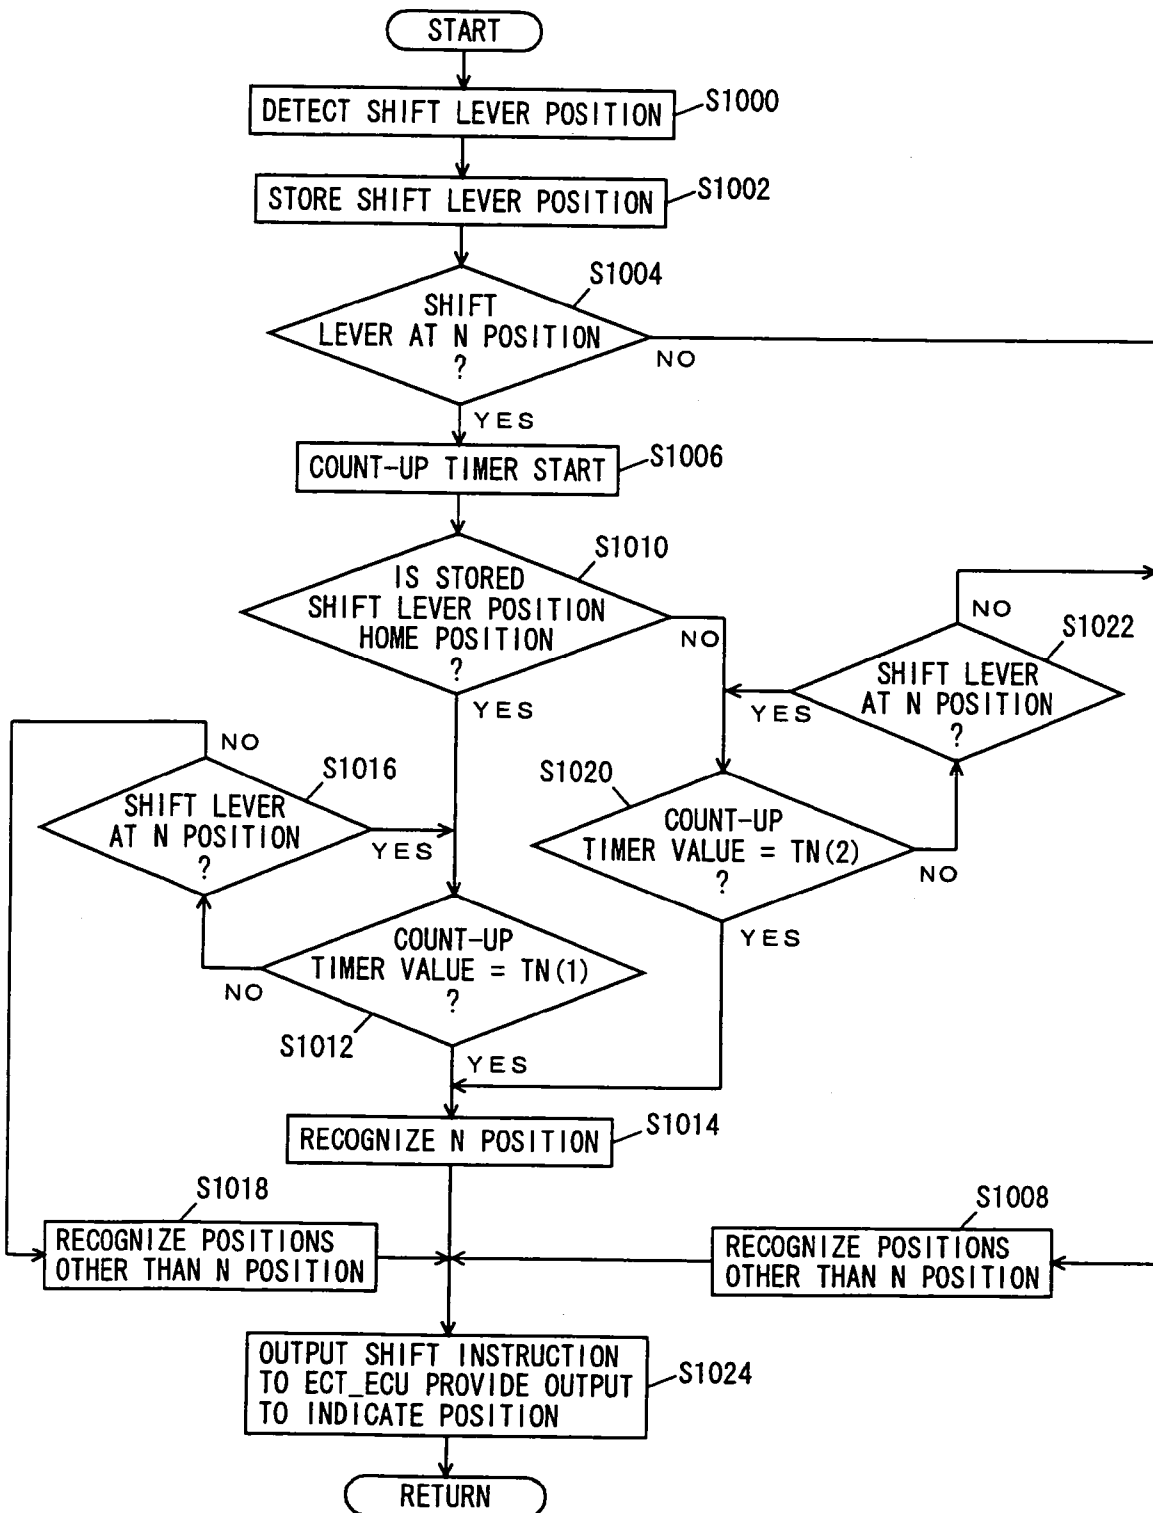 START
DETECT SHIFT LEVER POSITION
S1000
STORE SHIFT LEVER POSITION
S1002
S1004
SHIFT
LEVER AT N POSITION
?
NO
YES
COUNT-UP TIMER START
S1006
S1010
IS STORED
SHIFT LEVER POSITION
HOME POSITION
?
NO
YES
NO
S1022
SHIFT LEVER
AT N POSITION
?
YES
NO
S1016
SHIFT LEVER
AT N POSITION
?
YES
S1020
COUNT-UP
TIMER VALUE = TN(2)
?
NO
YES
COUNT-UP
TIMER VALUE = TN(1)
?
NO
S1012
YES
RECOGNIZE N POSITION
S1014
S1018
RECOGNIZE POSITIONS
OTHER THAN N POSITION
S1008
RECOGNIZE POSITIONS
OTHER THAN N POSITION
OUTPUT SHIFT INSTRUCTION
TO ECT_ECU PROVIDE OUTPUT
TO INDICATE POSITION
S1024
RETURN